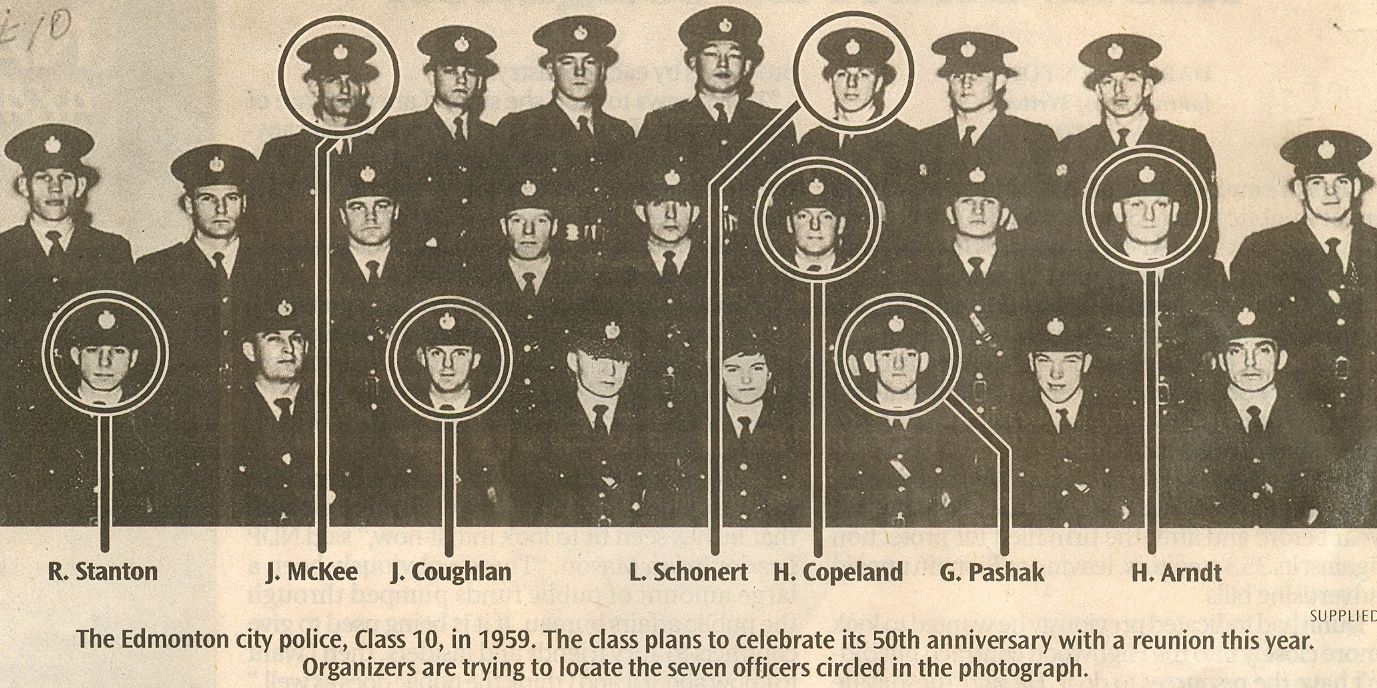 E10
R. Stanton J. McKee J. Coughlan L. Schonert H. Copeland G. Pashak H. Arndt
SUPPLIED
The Edmonton city police, Class 10, in 1959. The class plans to celebrate its 50th anniversary with a reunion this year.
Organizers are trying to locate the seven officers circled in the photograph.